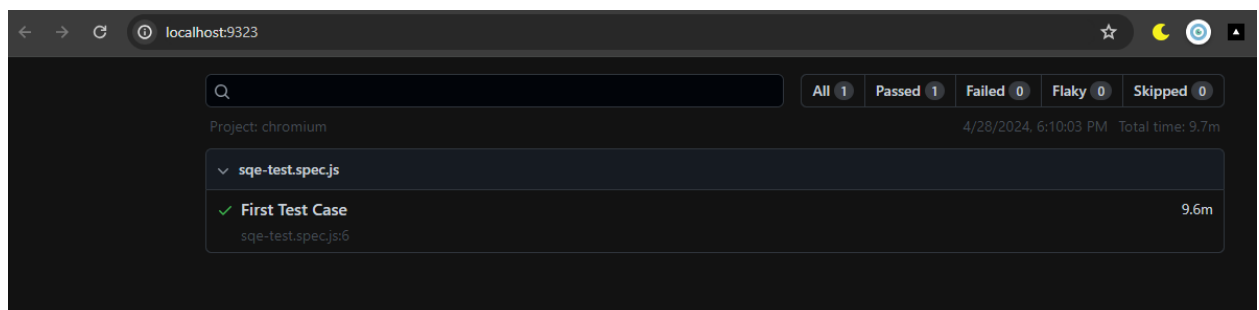 localhost:9323
All 1 Passed 1 Failed 0 Flaky 0 Skipped 0
Project: chromium 4/28/2024, 6:10:03 PM Total time: 9.7m
sqe-test.spec.js
First Test Case 9.6m
sqe-test.spec.js:6